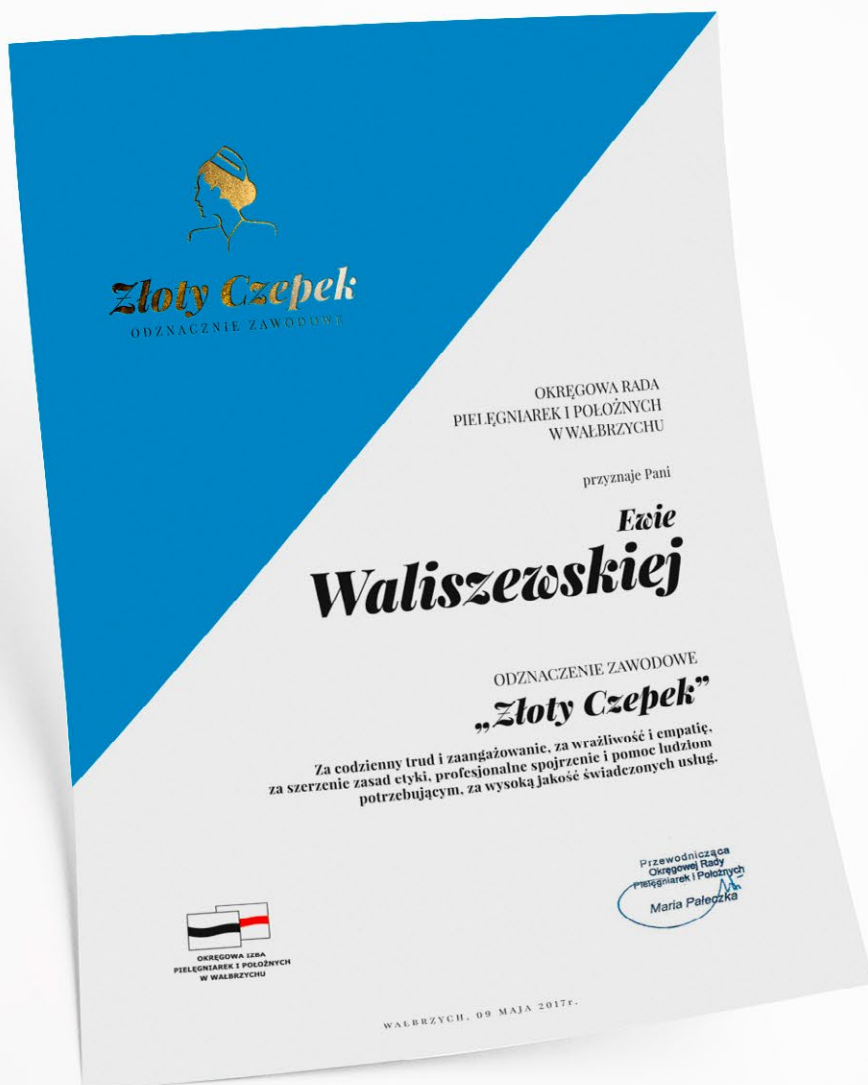 Złoty Czepek
ODZNACZNIE ZAWODOWE
OKRĘGOWA RADA
PIELĘGNIAREK I POŁOŻNYCH
W WAŁBRZYCHU
przyznaje Pani
Ewie
Waliszewskiej
ODZNACZENIE ZAWODOWE
„Złoty Czepek”
Za codzienny trud i zaangażowanie, za wrażliwość i empatię,
za szerzenie zasad etyki, profesjonalne spojrzenie i pomoc ludziom
potrzebującym, za wysoką jakość świadczonych usług.
Przewodnicząca
Okręgowej Rady
Pielęgniarek i Położnych
Maria Pałeczka
OKRĘGOWA IZBA
PIELĘGNIAREK I POŁOŻNYCH
W WAŁBRZYCHU
WAŁBRZYCH, 09 MAJA 2017r.